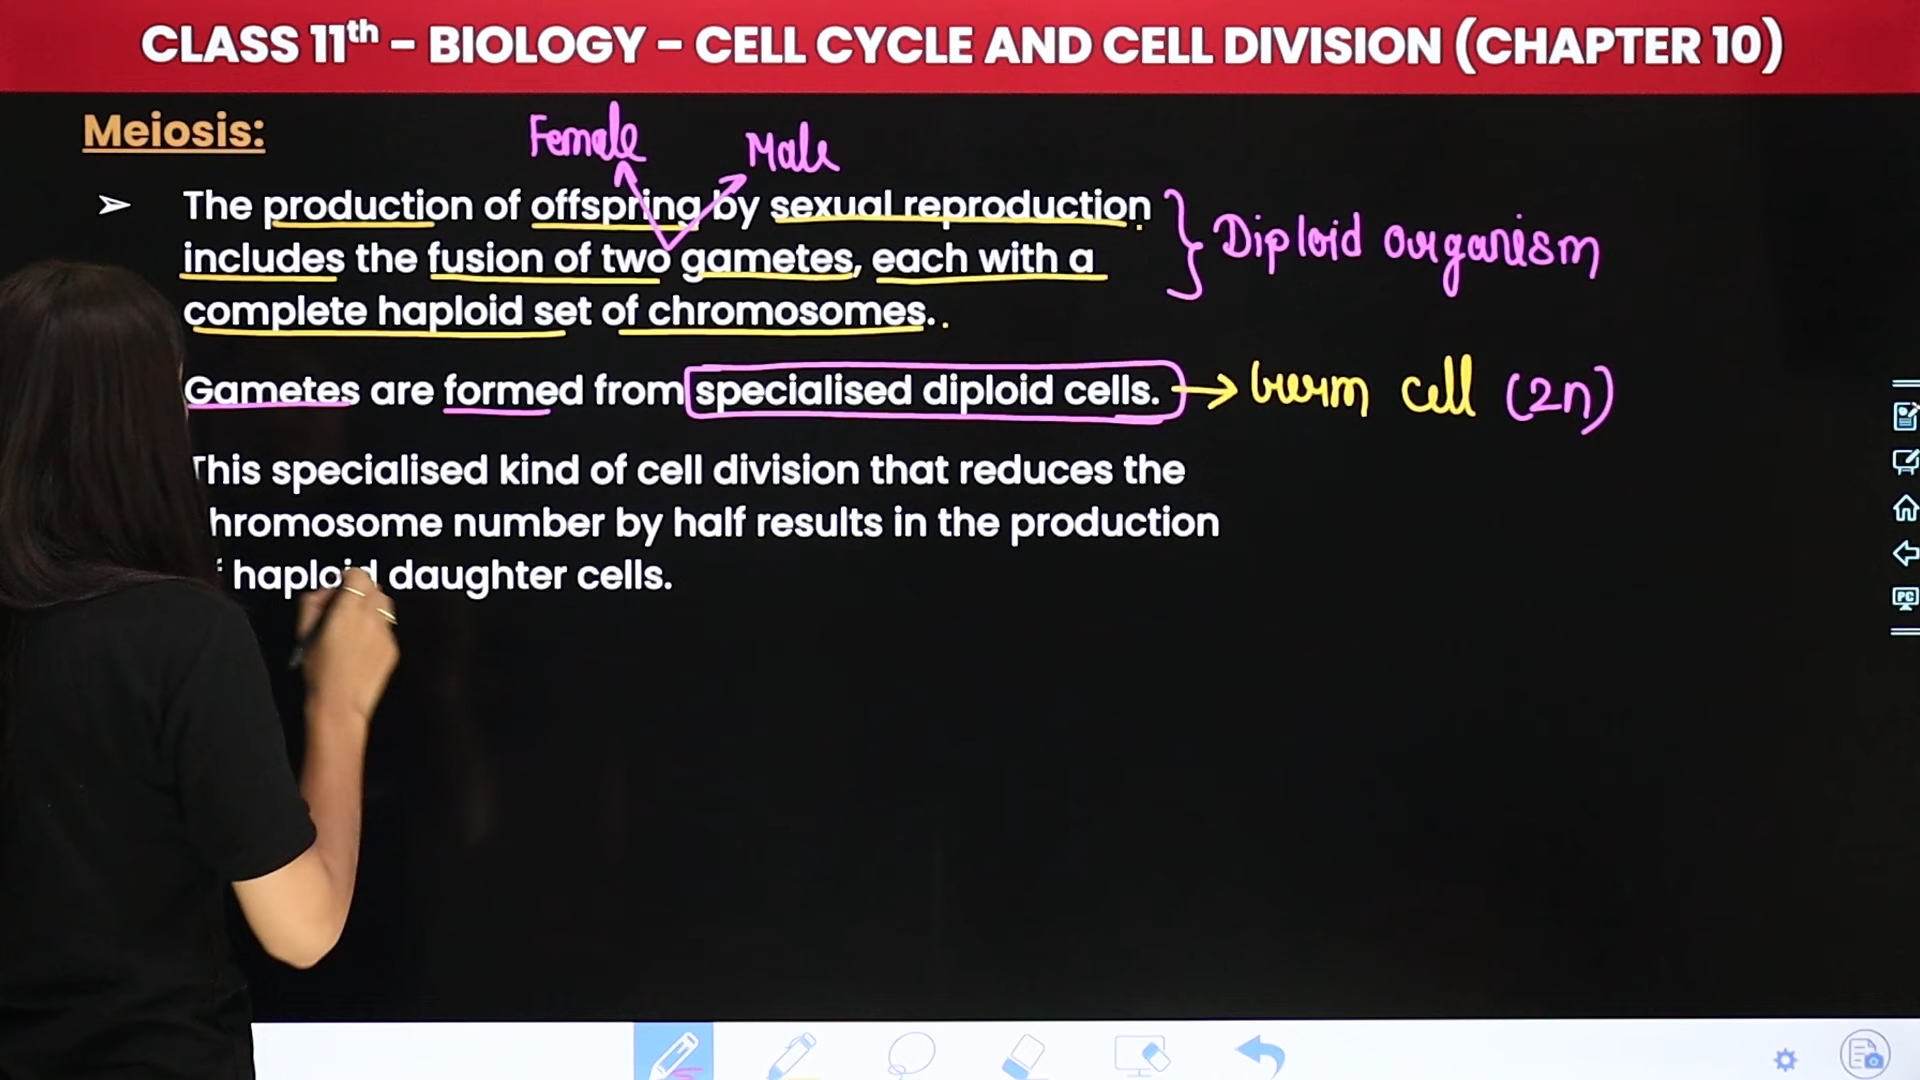 CLASS 11th - BIOLOGY - CELL CYCLE AND CELL DIVISION (CHAPTER 10)
Meiosis:
Female Male
➢ The production of offspring by sexual reproduction
includes the fusion of two gametes, each with a
complete haploid set of chromosomes.
Diploid organism
Gametes are formed from specialised diploid cells. → Germ cell (2n)
This specialised kind of cell division that reduces the
hromosome number by half results in the production
haploid daughter cells.
PC